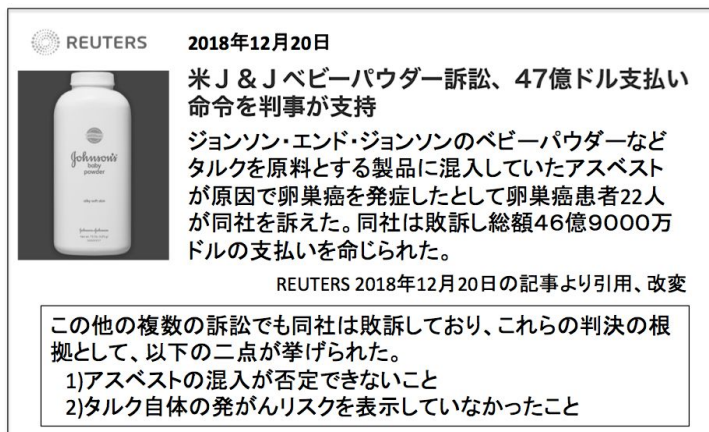 REUTERS
2018年12月20日
米J&Jベビーパウダー訴訟、47億ドル支払い
命令を判事が支持
Johnson's
baby
powder
ジョンソン・エンド・ジョンソンのベビーパウダーなど
タルクを原料とする製品に混入していたアスベスト
が原因で卵巣癌を発症したとして卵巣癌患者22人
が同社を訴えた。同社は敗訴し総額46億9000万
ドルの支払いを命じられた。
REUTERS 2018年12月20日の記事より引用、改変
この他の複数の訴訟でも同社は敗訴しており、これらの判決の根
拠として、以下の二点が挙げられた。
1)アスベストの混入が否定できないこと
2)タルク自体の発がんリスクを表示していなかったこと